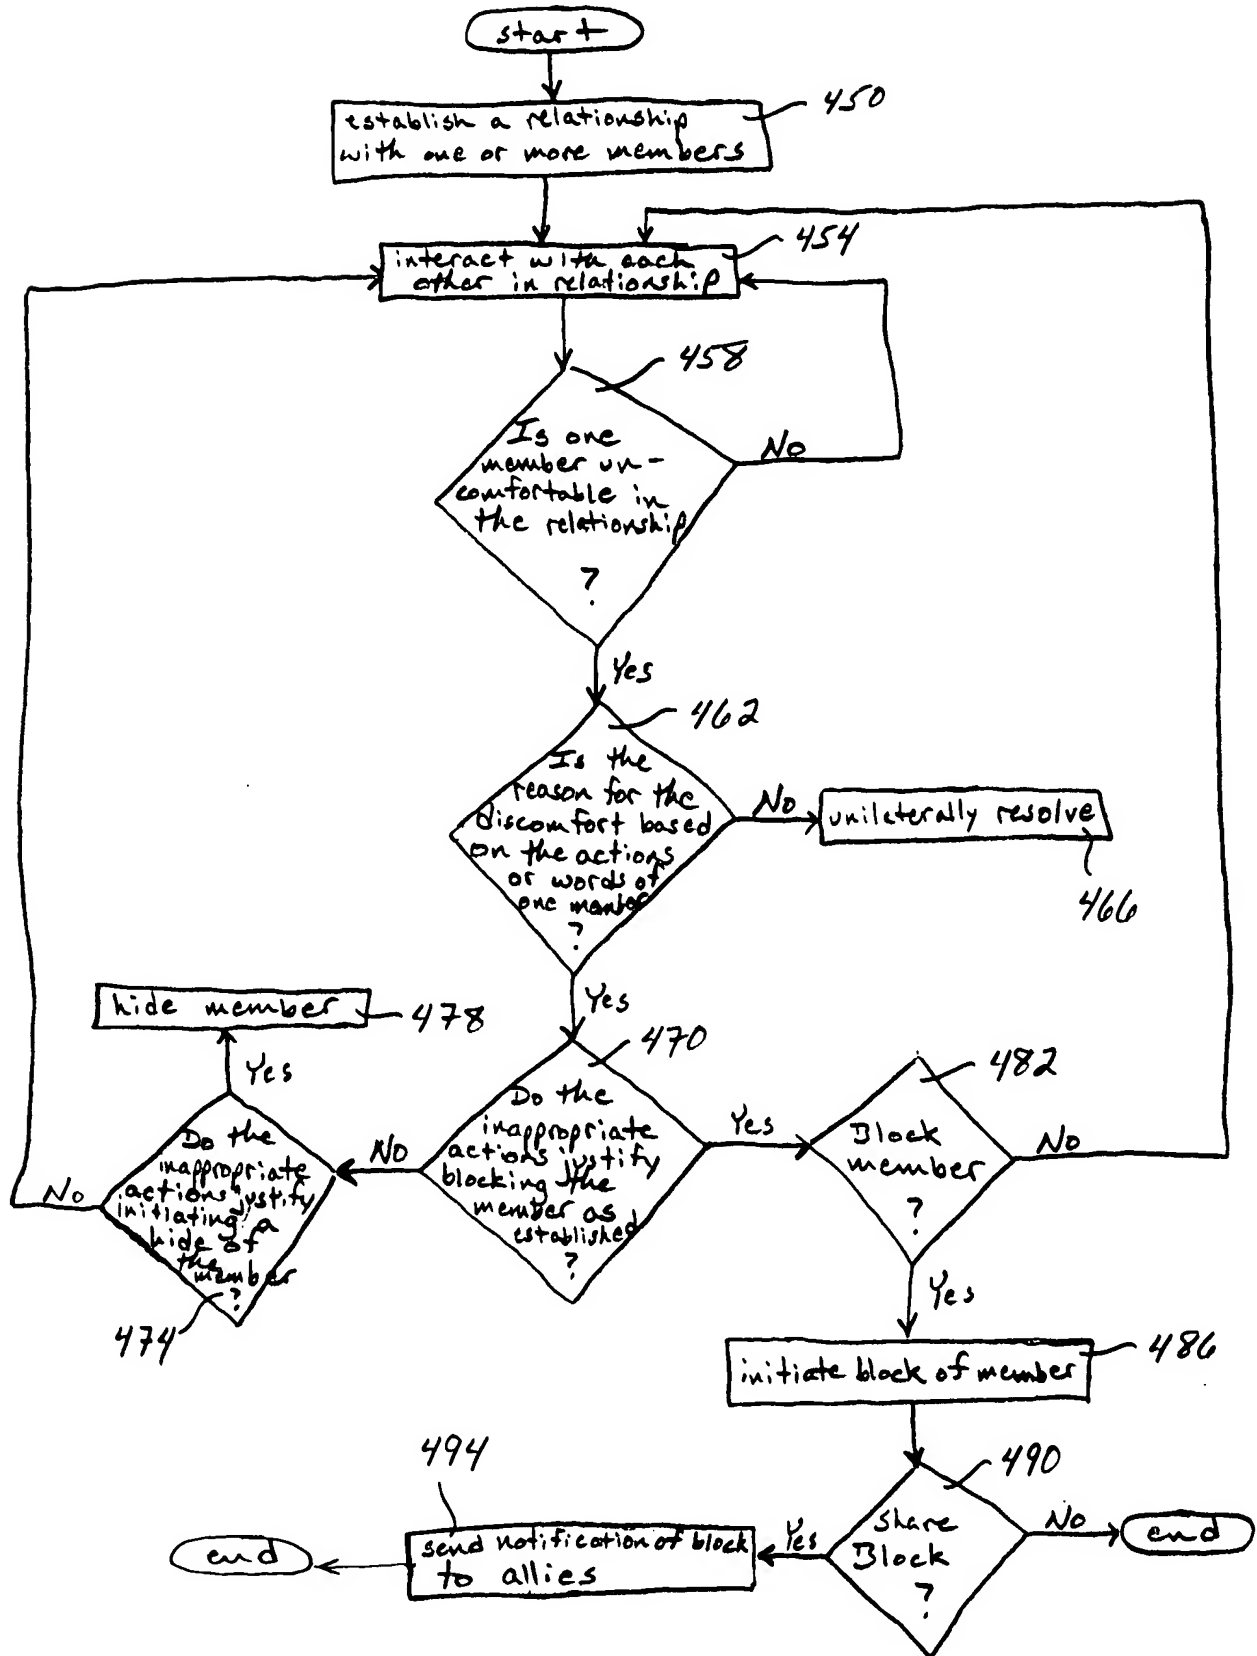 start
450
establish a relationship
with one or more members
454
interact with each
other in relationship
458
Is one
member un-
comfortable in
the relationship
?
No
Yes
462
Is the
reason for the
discomfort based
on the actions
or words of
one member
?
No
unilaterally resolve
466
Yes
hide member
478
470
482
Yes
Do the
inappropriate
actions justify
blocking the
member as
established
?
Yes
Block
member
?
No
No
Do the
inappropriate
actions justify
initiating a
hide of
the
member
?
No
474
Yes
486
initiate block of member
494
490
share
Block
?
No
end
Yes
send notification of block
to allies
end